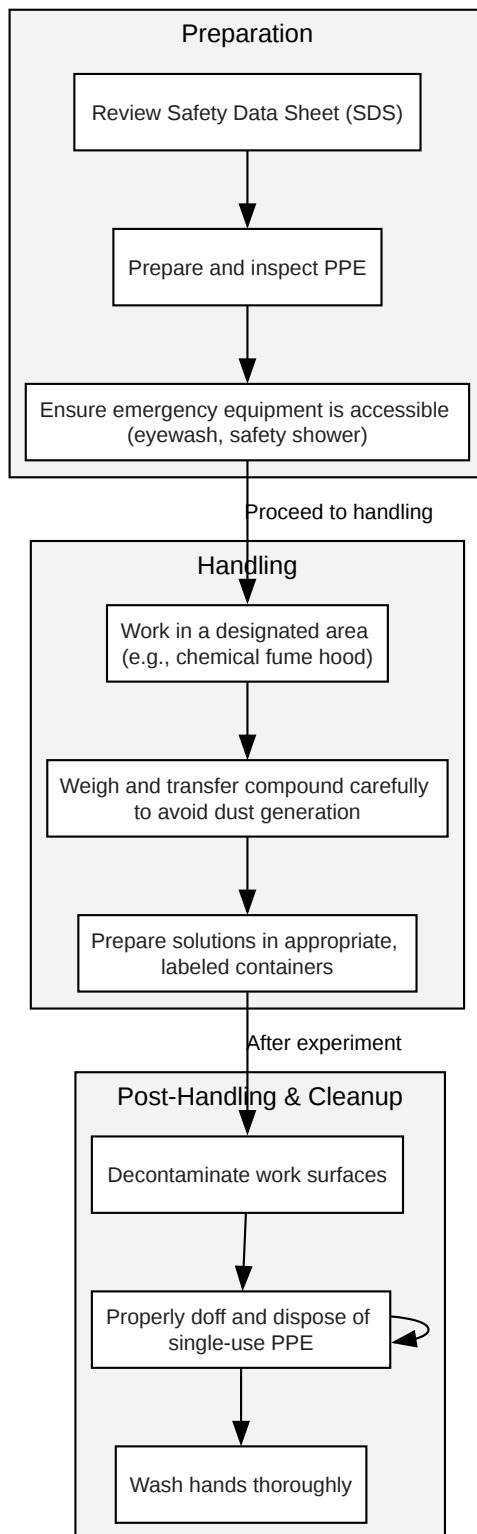 Preparation
Review Safety Data Sheet (SDS)
Prepare and inspect PPE
Ensure emergency equipment is accessible
(eyewash, safety shower)
Proceed to handling
Handling
Work in a designated area
(e.g., chemical fume hood)
Weigh and transfer compound carefully
to avoid dust generation
Prepare solutions in appropriate,
labeled containers
After experiment
Post-Handling & Cleanup
Decontaminate work surfaces
Properly doff and dispose of
single-use PPE
Wash hands thoroughly